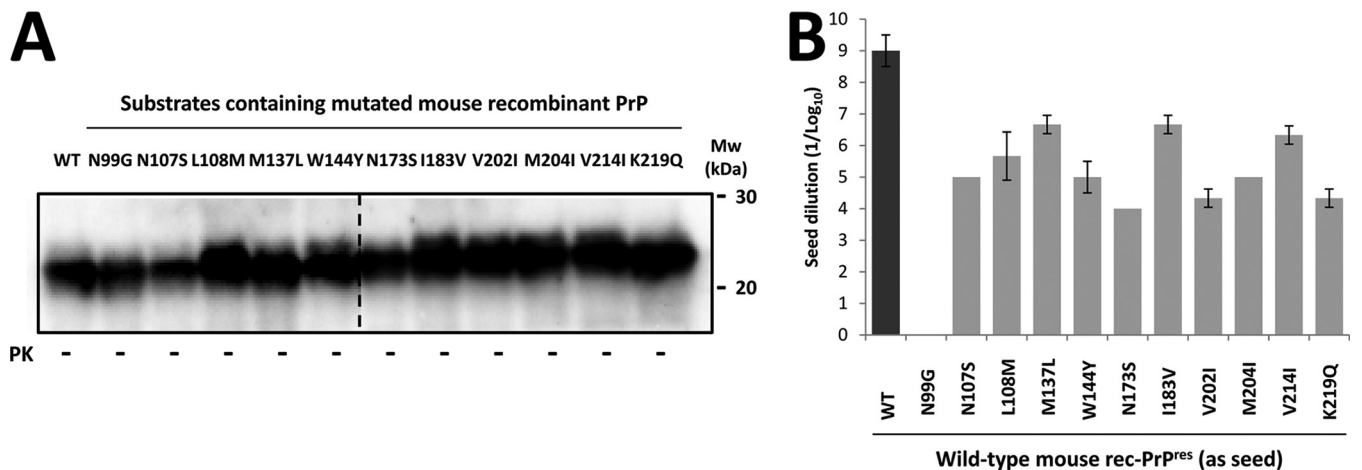 A
Substrates containing mutated mouse recombinant PrP
WT N99G N107S L108M M137L W144Y N173S I183V V202I M204I V214I K219Q
Mw
(kDa)
- 30
- 20
PK - - - - - - - - - - - -
B
Seed dilution (1/Log10)
10
9
8
7
6
5
4
3
2
1
0
WT
N99G
N107S
L108M
M137L
W144Y
N173S
I183V
V202I
M204I
V214I
K219Q
Wild-type mouse rec-PrPres (as seed)